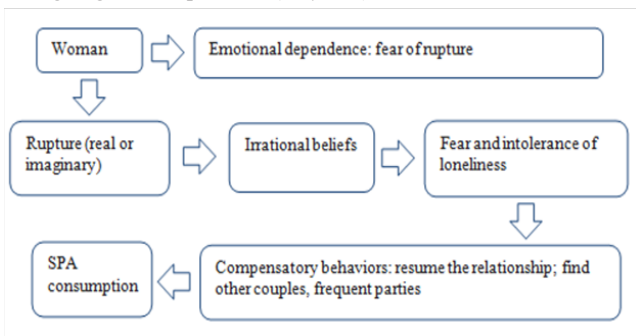 Woman
Emotional dependence: fear of rupture
Rupture (real or
imaginary)
Irrational beliefs
Fear and intolerance of
loneliness
SPA
consumption
Compensatory behaviors: resume the relationship; find
other couples, frequent parties